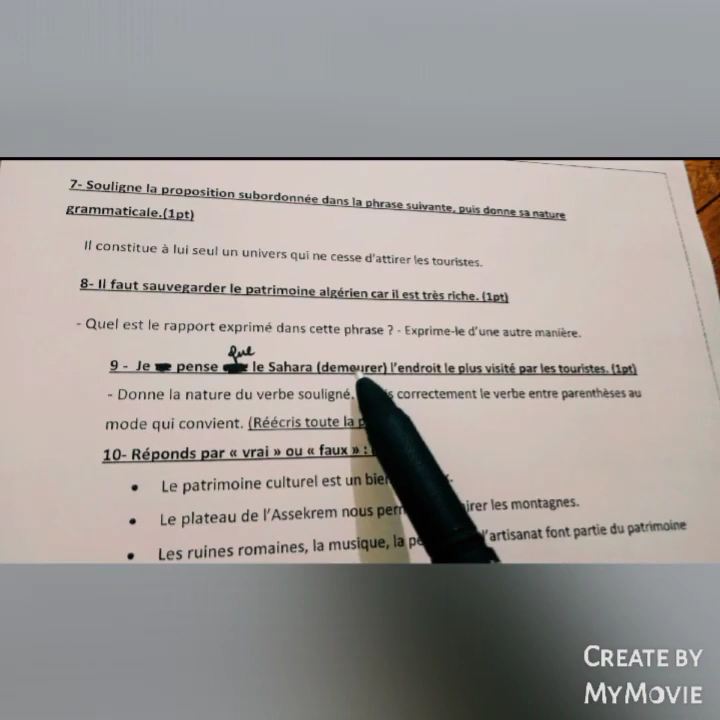 7- Souligne la proposition subordonnée dans la phrase suivante, puis donne sa nature
grammaticale.(1pt)
Il constitue à lui seul un univers qui ne cesse d'attirer les touristes.
8- Il faut sauvegarder le patrimoine algérien car il est très riche. (1pt)
- Quel est le rapport exprimé dans cette phrase ? - Exprime-le d'une autre manière.
que
9 - Je pense le Sahara (demeurer) l'endroit le plus visité par les touristes. (1pt)
- Donne la nature du verbe souligné. correctement le verbe entre parenthèses au
mode qui convient. (Réécris toute la
10- Réponds par « vrai » ou « faux » :
• Le patrimoine culturel est un bien
• Le plateau de l'Assekrem nous les montagnes.
• Les ruines romaines, la musique, la l'artisanat font partie du patrimoine
CREATE BY
MYMOVIE